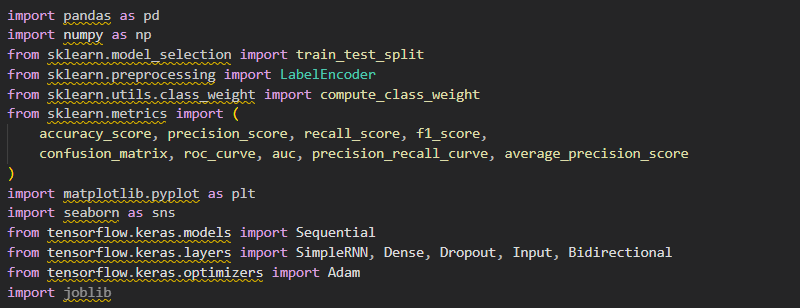 import pandas as pd
import numpy as np
from sklearn.model_selection import train_test_split
from sklearn.preprocessing import LabelEncoder
from sklearn.utils.class_weight import compute_class_weight
from sklearn.metrics import (
    accuracy_score, precision_score, recall_score, f1_score,
    confusion_matrix, roc_curve, auc, precision_recall_curve, average_precision_score
)
import matplotlib.pyplot as plt
import seaborn as sns
from tensorflow.keras.models import Sequential
from tensorflow.keras.layers import SimpleRNN, Dense, Dropout, Input, Bidirectional
from tensorflow.keras.optimizers import Adam
import joblib